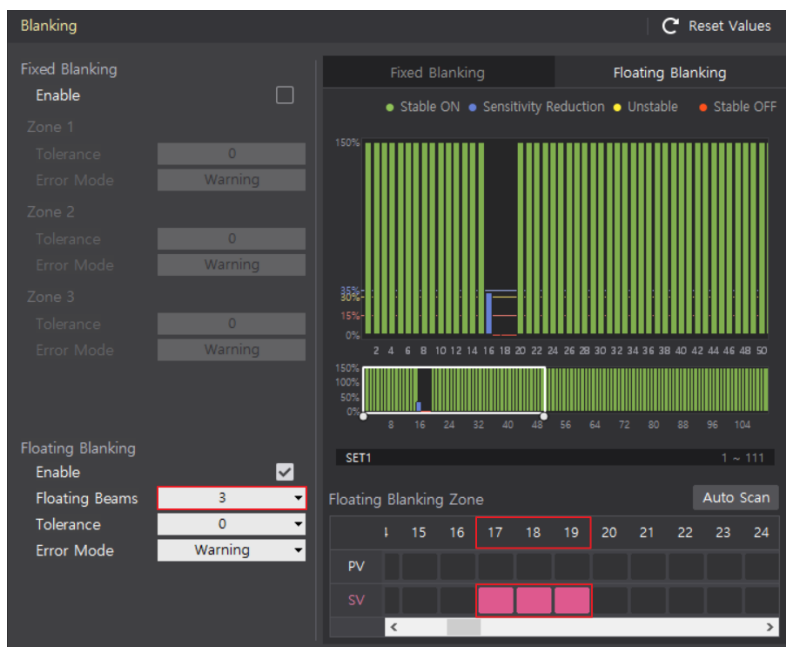 Blanking
Reset Values
Fixed Blanking
Enable
Zone 1
Tolerance 0
Error Mode Warning
Zone 2
Tolerance 0
Error Mode Warning
Zone 3
Tolerance 0
Error Mode Warning
Floating Blanking
Enable
Floating Beams 3
Tolerance 0
Error Mode Warning
Fixed Blanking Floating Blanking
Stable ON Sensitivity Reduction Unstable Stable OFF
150%
35%
30%
15%
0%
2 4 6 8 10 12 14 16 18 20 22 24 26 28 30 32 34 36 38 40 42 44 46 48 50
150%
100%
50%
0%
8 16 24 32 40 48 56 64 72 80 88 96 104
SET1 1 ~ 111
Floating Blanking Zone Auto Scan
15 16 17 18 19 20 21 22 23 24
PV
SV